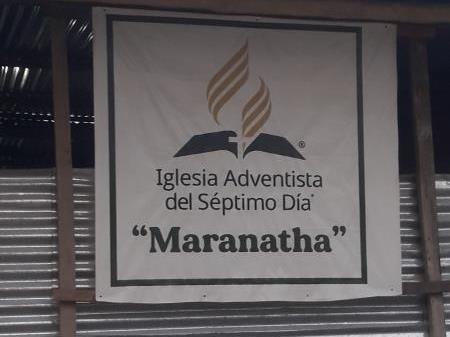 ®
Iglesia Adventista
del Séptimo Día®
“Maranatha”